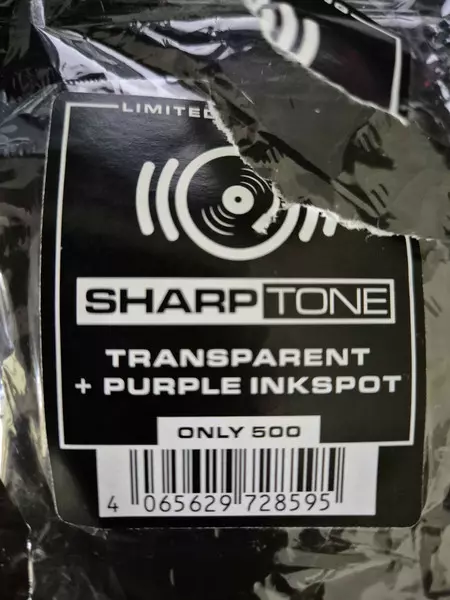 LIMITED
SHARPTONE
TRANSPARENT
+ PURPLE INKSPOT
ONLY 500
4 065629 728595